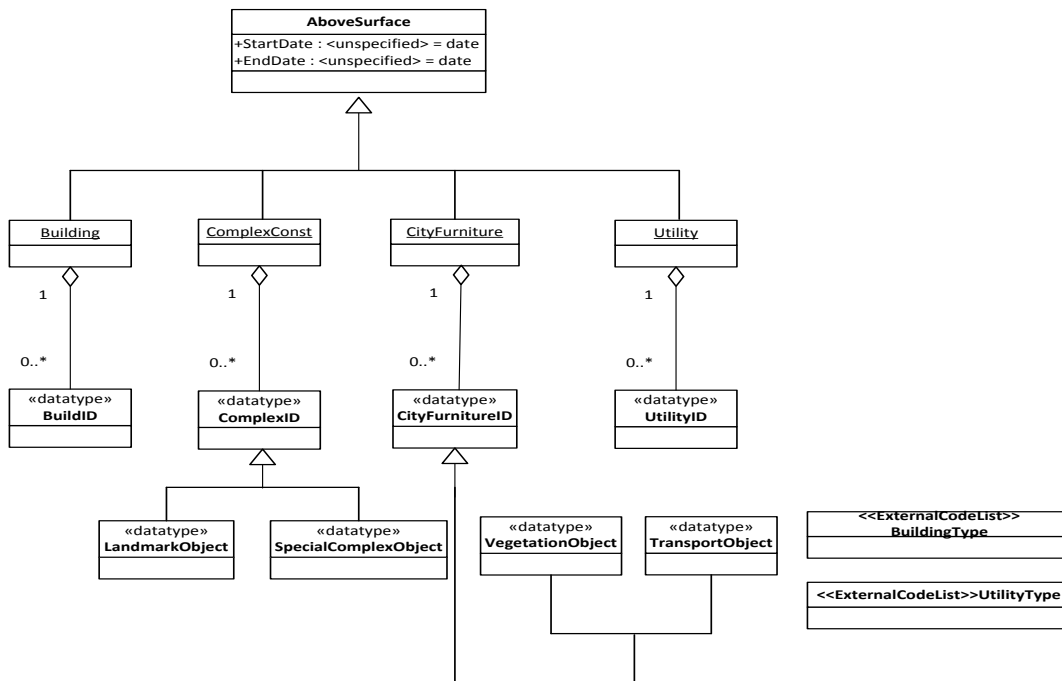 AboveSurface
+StartDate : <unspecified> = date
+EndDate : <unspecified> = date
Building
ComplexConst
CityFurniture
Utility
1
1
1
1
0..*
0..*
0..*
0..*
«datatype»
BuildID
«datatype»
ComplexID
«datatype»
CityFurnitureID
«datatype»
UtilityID
«datatype»
LandmarkObject
«datatype»
SpecialComplexObject
«datatype»
VegetationObject
«datatype»
TransportObject
<<ExternalCodeList>>
BuildingType
<<ExternalCodeList>>UtilityType